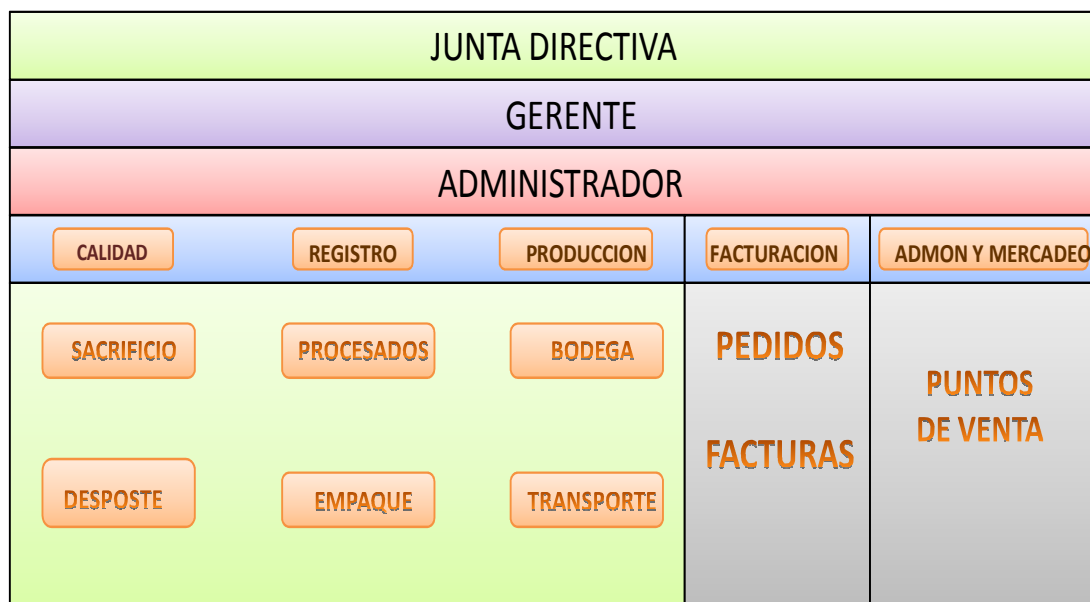 JUNTA DIRECTIVA
GERENTE
ADMINISTRADOR
CALIDAD
REGISTRO
PRODUCCION
FACTURACION
ADMON Y MERCADEO
SACRIFICIO
PROCESADOS
BODEGA
PEDIDOS
PUNTOS
DE VENTA
FACTURAS
DESPOSTE
EMPAQUE
TRANSPORTE